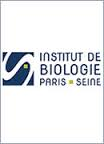 INSTITUT DE
BIOLOGIE
PARIS ▪ SEINE